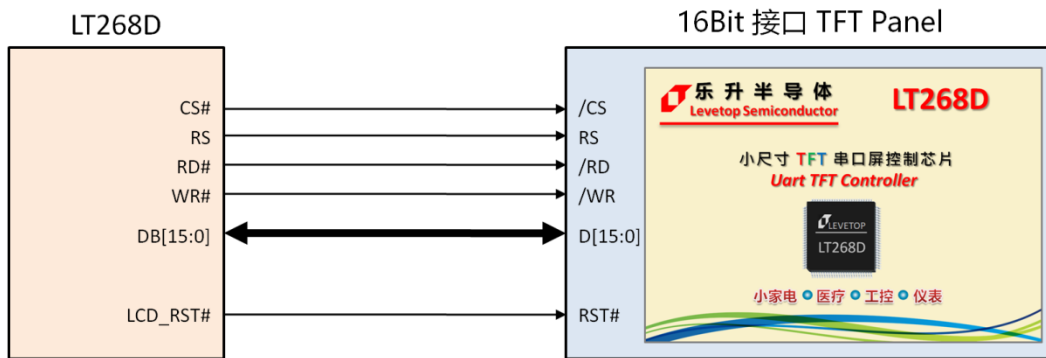 LT268D
16Bit 接口 TFT Panel
CS#
RS
RD#
WR#
DB[15:0]
LCD_RST#
/CS
RS
/RD
/WR
D[15:0]
RST#
乐升半导体
Levetop Semiconductor
LT268D
小尺寸 TFT 串口屏控制芯片
Uart TFT Controller
LEVETOP
LT268D
小家电 医疗 工控 仪表